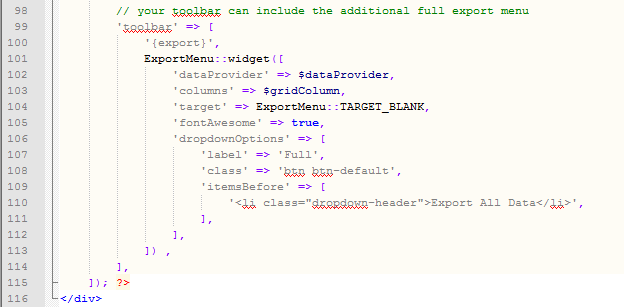 98 // your toolbar can include the additional full export menu
99 'toolbar' => [
100 '{export}',
101 ExportMenu::widget([
102 'dataProvider' => $dataProvider,
103 'columns' => $gridColumn,
104 'target' => ExportMenu::TARGET_BLANK,
105 'fontAwesome' => true,
106 'dropdownOptions' => [
107 'label' => 'Full',
108 'class' => 'btn btn-default',
109 'itemsBefore' => [
110 '<li class="dropdown-header">Export All Data</li>',
111 ],
112 ],
113 ]) ,
114 ],
115 ]); ?>
116 </div>